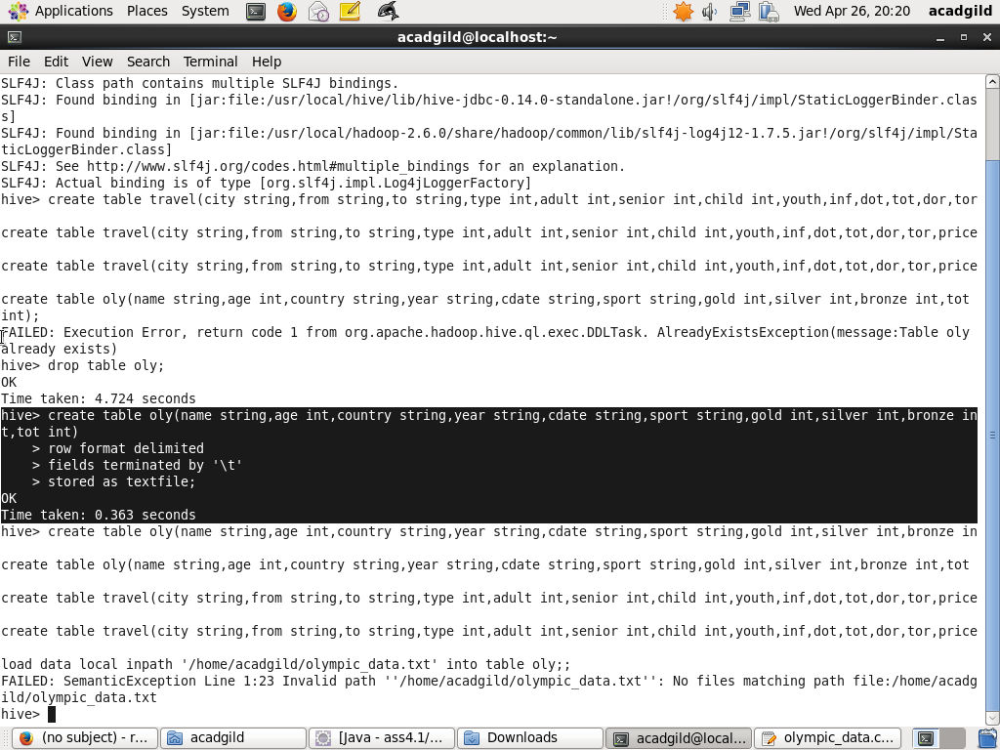 Applications Places System Wed Apr 26, 20:20 acadgild
acadgild@localhost:~
File Edit View Search Terminal Help
SLF4J: Class path contains multiple SLF4J bindings.
SLF4J: Found binding in [jar:file:/usr/local/hive/lib/hive-jdbc-0.14.0-standalone.jar!/org/slf4j/impl/StaticLoggerBinder.clas
s]
SLF4J: Found binding in [jar:file:/usr/local/hadoop-2.6.0/share/hadoop/common/lib/slf4j-log4j12-1.7.5.jar!/org/slf4j/impl/Sta
ticLoggerBinder.class]
SLF4J: See http://www.slf4j.org/codes.html#multiple_bindings for an explanation.
SLF4J: Actual binding is of type [org.slf4j.impl.Log4jLoggerFactory]
hive> create table travel(city string,from string,to string,type int,adult int,senior int,child int,youth,inf,dot,tot,dor,tor
create table travel(city string,from string,to string,type int,adult int,senior int,child int,youth,inf,dot,tot,dor,tor,price
create table travel(city string,from string,to string,type int,adult int,senior int,child int,youth,inf,dot,tot,dor,tor,price
create table oly(name string,age int,country string,year string,cdate string,sport string,gold int,silver int,bronze int,tot
int);
FAILED: Execution Error, return code 1 from org.apache.hadoop.hive.ql.exec.DDLTask. AlreadyExistsException(message:Table oly
already exists)
hive> drop table oly;
OK
Time taken: 4.724 seconds
hive> create table oly(name string,age int,country string,year string,cdate string,sport string,gold int,silver int,bronze in
t,tot int)
> row format delimited
> fields terminated by '\t'
> stored as textfile;
OK
Time taken: 0.363 seconds
hive> create table oly(name string,age int,country string,year string,cdate string,sport string,gold int,silver int,bronze in
create table oly(name string,age int,country string,year string,cdate string,sport string,gold int,silver int,bronze int,tot
create table travel(city string,from string,to string,type int,adult int,senior int,child int,youth,inf,dot,tot,dor,tor,price
create table travel(city string,from string,to string,type int,adult int,senior int,child int,youth,inf,dot,tot,dor,tor,price
load data local inpath '/home/acadgild/olympic_data.txt' into table oly;;
FAILED: SemanticException Line 1:23 Invalid path ''/home/acadgild/olympic_data.txt'': No files matching path file:/home/acadg
ild/olympic_data.txt
hive>
(no subject) - r... acadgild [Java - ass4.1/... Downloads acadgild@local... olympic_data.c...